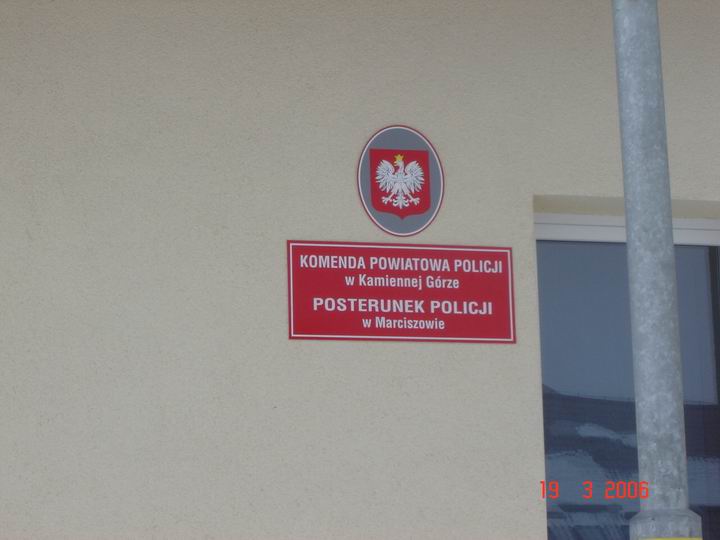 KOMENDA POWIATOWA POLICJI
w Kamiennej Górze
POSTERUNEK POLICJI
w Marciszowie
19 3 2006